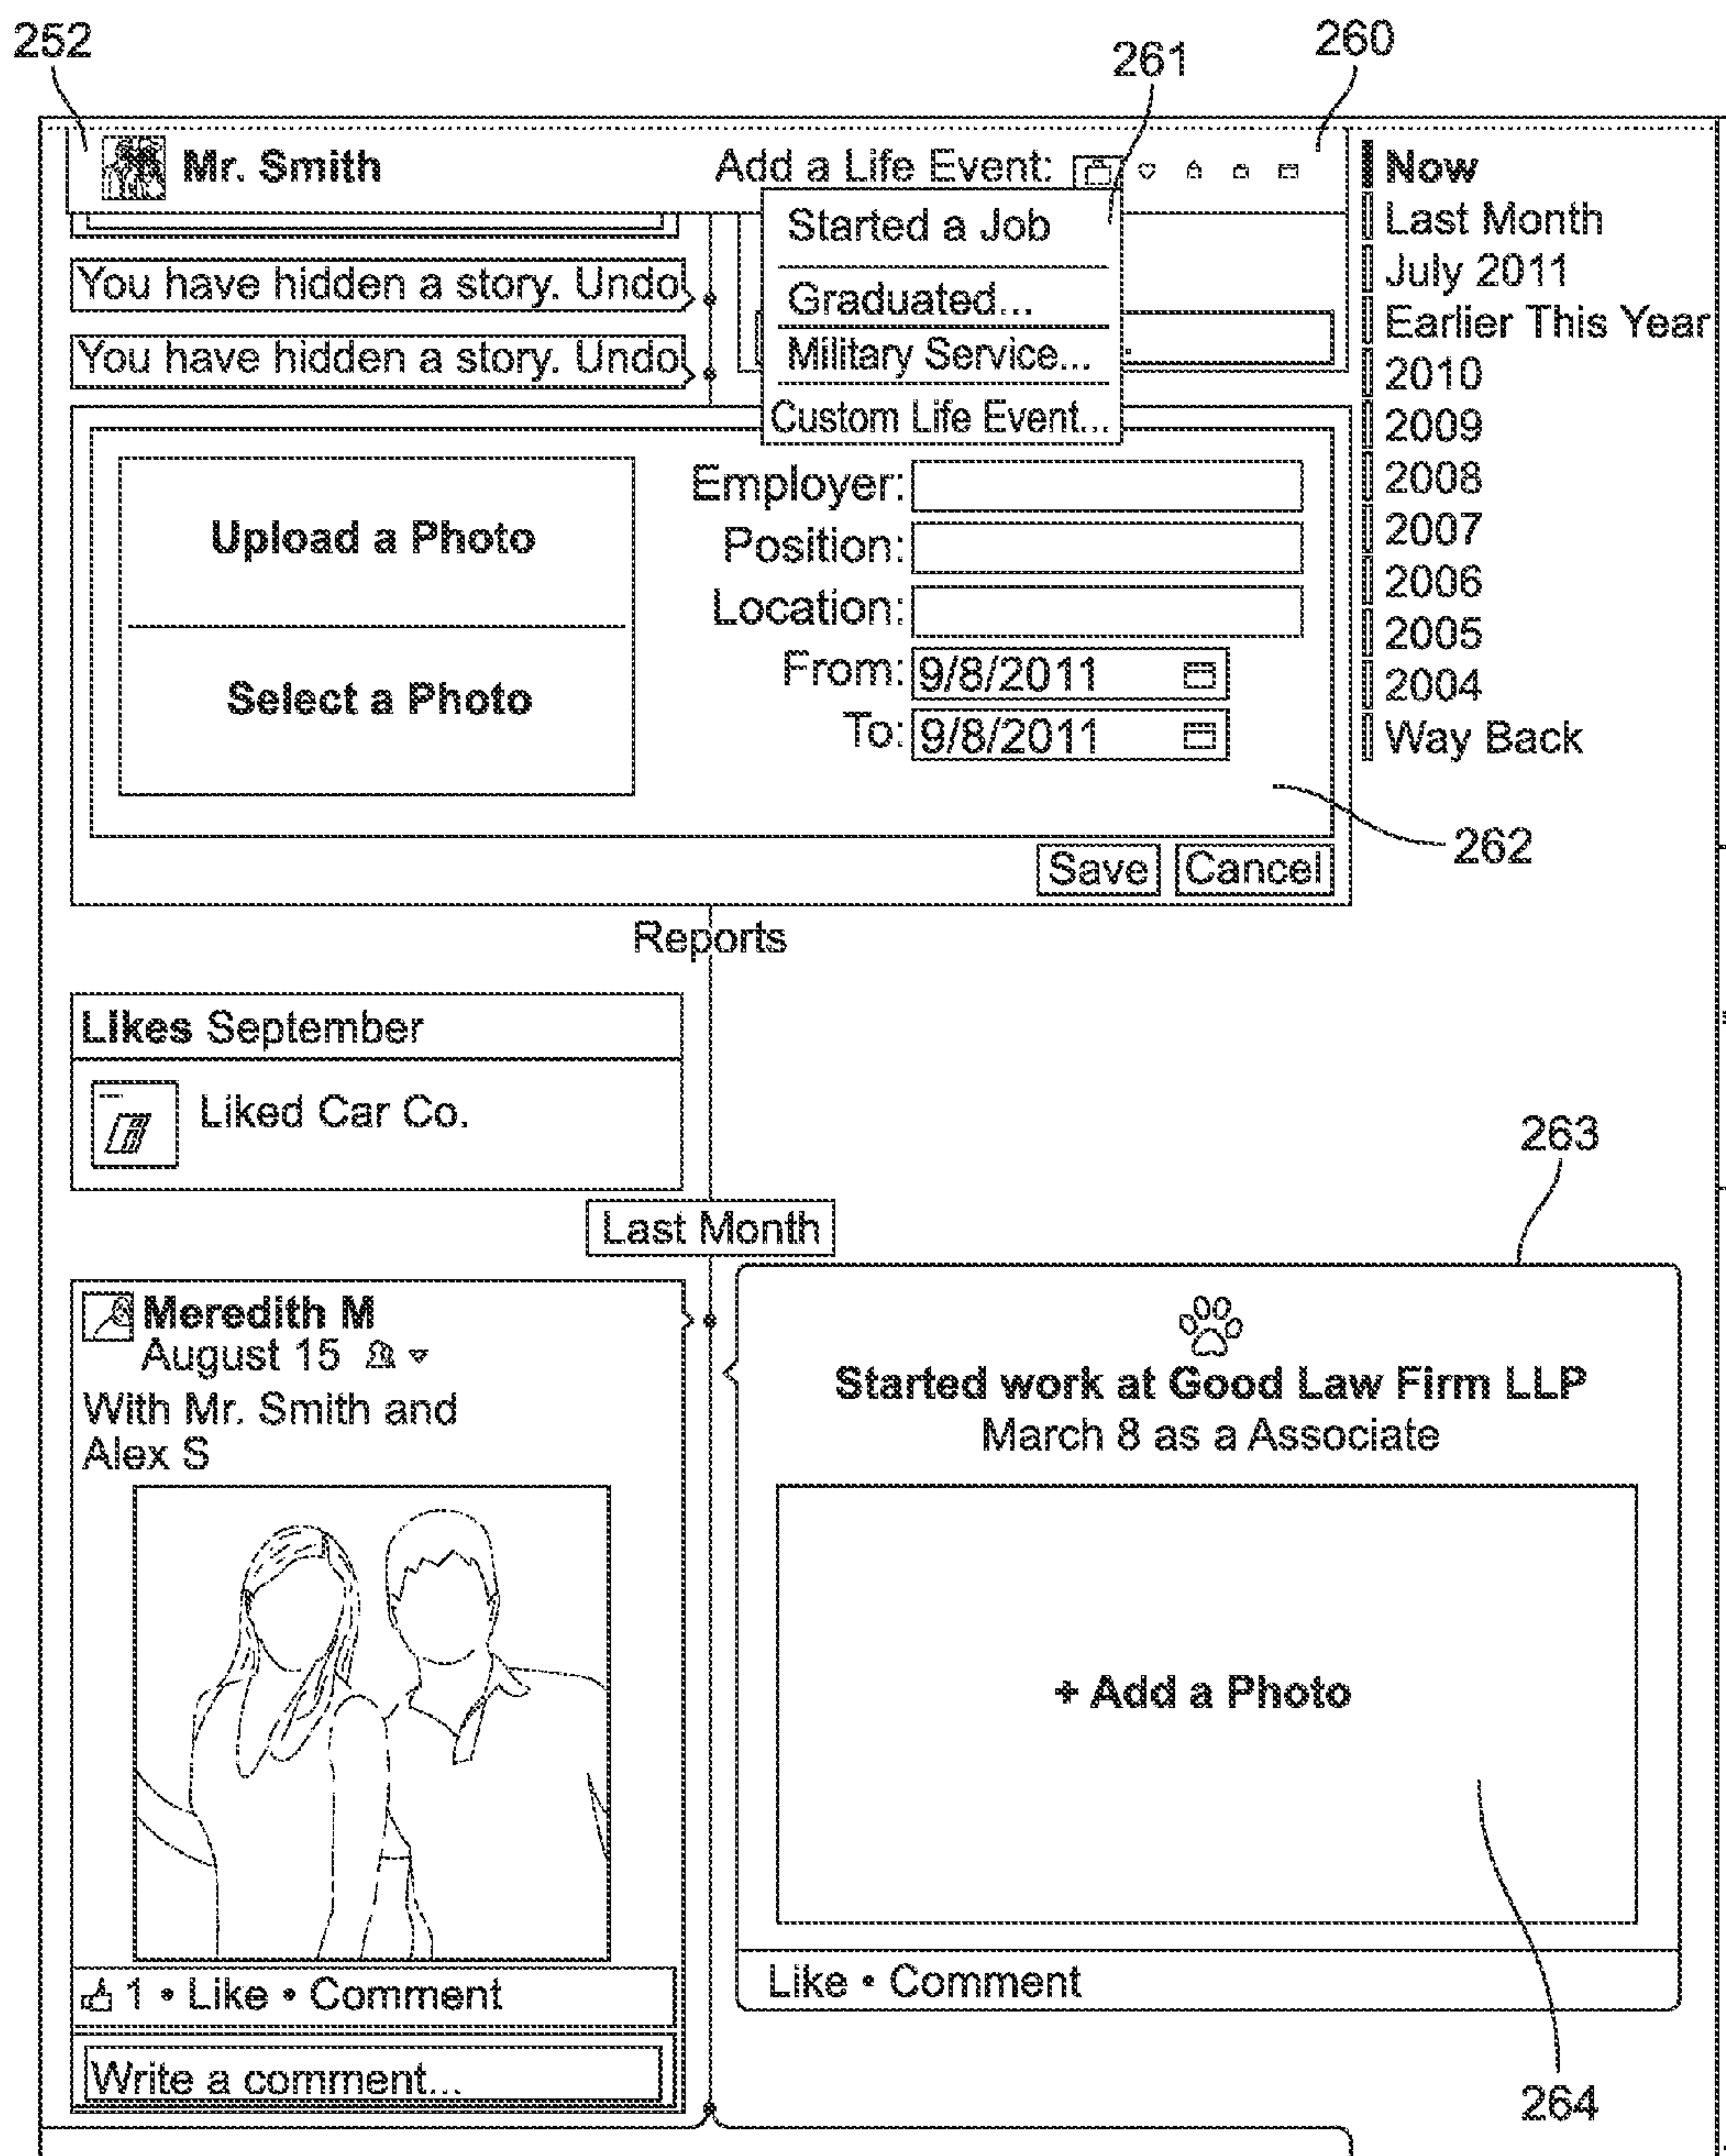 252
261
260
Mr. Smith
Add a Life Event:
Started a Job
Graduated...
Military Service...
Custom Life Event...
Now
Last Month
July 2011
Earlier This Year
2010
2009
2008
2007
2006
2005
2004
Way Back
You have hidden a story. Undo
You have hidden a story. Undo
Upload a Photo
Select a Photo
Employer:
Position:
Location:
From: 9/8/2011
To: 9/8/2011
262
Save Cancel
Reports
Likes September
Liked Car Co.
263
Last Month
Meredith M
August 15
With Mr. Smith and
Alex S
1 • Like • Comment
Write a comment...
Started work at Good Law Firm LLP
March 8 as a Associate
+ Add a Photo
Like • Comment
264